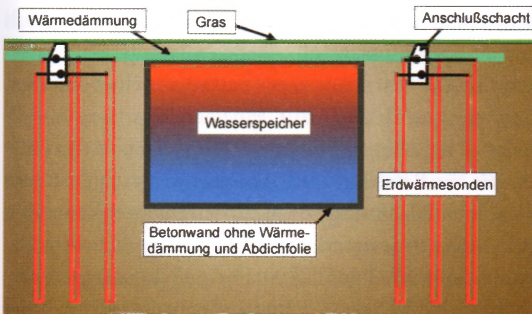 Wärmedämmung
Gras
Anschlußschacht
Wasserspeicher
Erdwärmesonden
Betonwand ohne Wärme-
dämmung und Abdichfolie